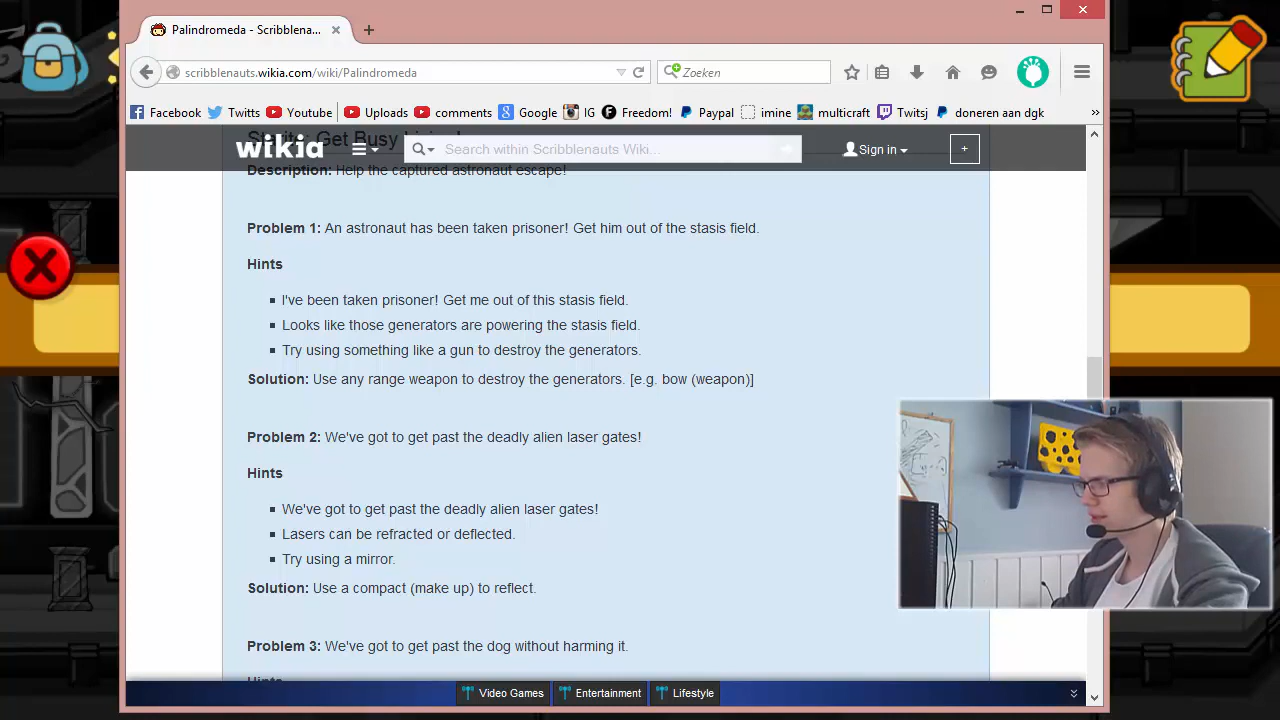 Palindromeda - Scribblena...
scribblenauts.wikia.com/wiki/Palindromeda
Zoeken
Facebook Twitts Youtube Uploads comments Google IG Freedom! Paypal imine multicraft Twitsj doneren aan dgk »
Get Busy
wikia Search within Scribblenauts Wiki... Sign in +
Description: Help the captured astronaut escape!
Problem 1: An astronaut has been taken prisoner! Get him out of the stasis field.
Hints
I've been taken prisoner! Get me out of this stasis field.
Looks like those generators are powering the stasis field.
Try using something like a gun to destroy the generators.
Solution: Use any range weapon to destroy the generators. [e.g. bow (weapon)]
Problem 2: We've got to get past the deadly alien laser gates!
Hints
We've got to get past the deadly alien laser gates!
Lasers can be refracted or deflected.
Try using a mirror.
Solution: Use a compact (make up) to reflect.
Problem 3: We've got to get past the dog without harming it.
Hints
Video Games Entertainment Lifestyle